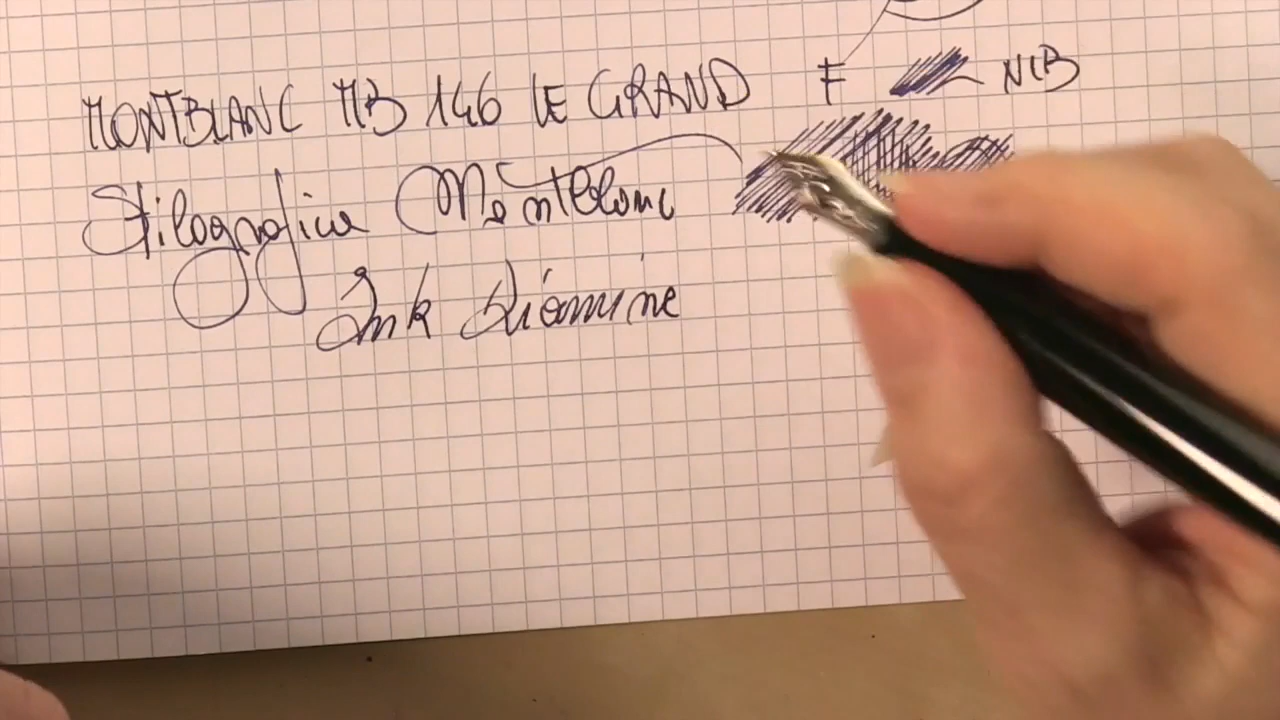 MONTBLANC MB 146 LE GRAND F NIB
Stilografica Montblanc
Ink Diamine